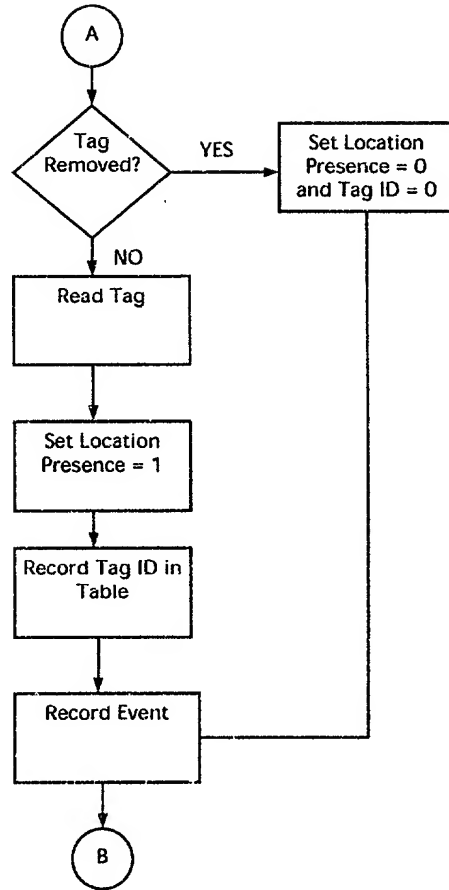 A
Tag
Removed?
YES
Set Location
Presence = 0
and Tag ID = 0
NO
Read Tag
Set Location
Presence = 1
Record Tag ID in
Table
Record Event
B